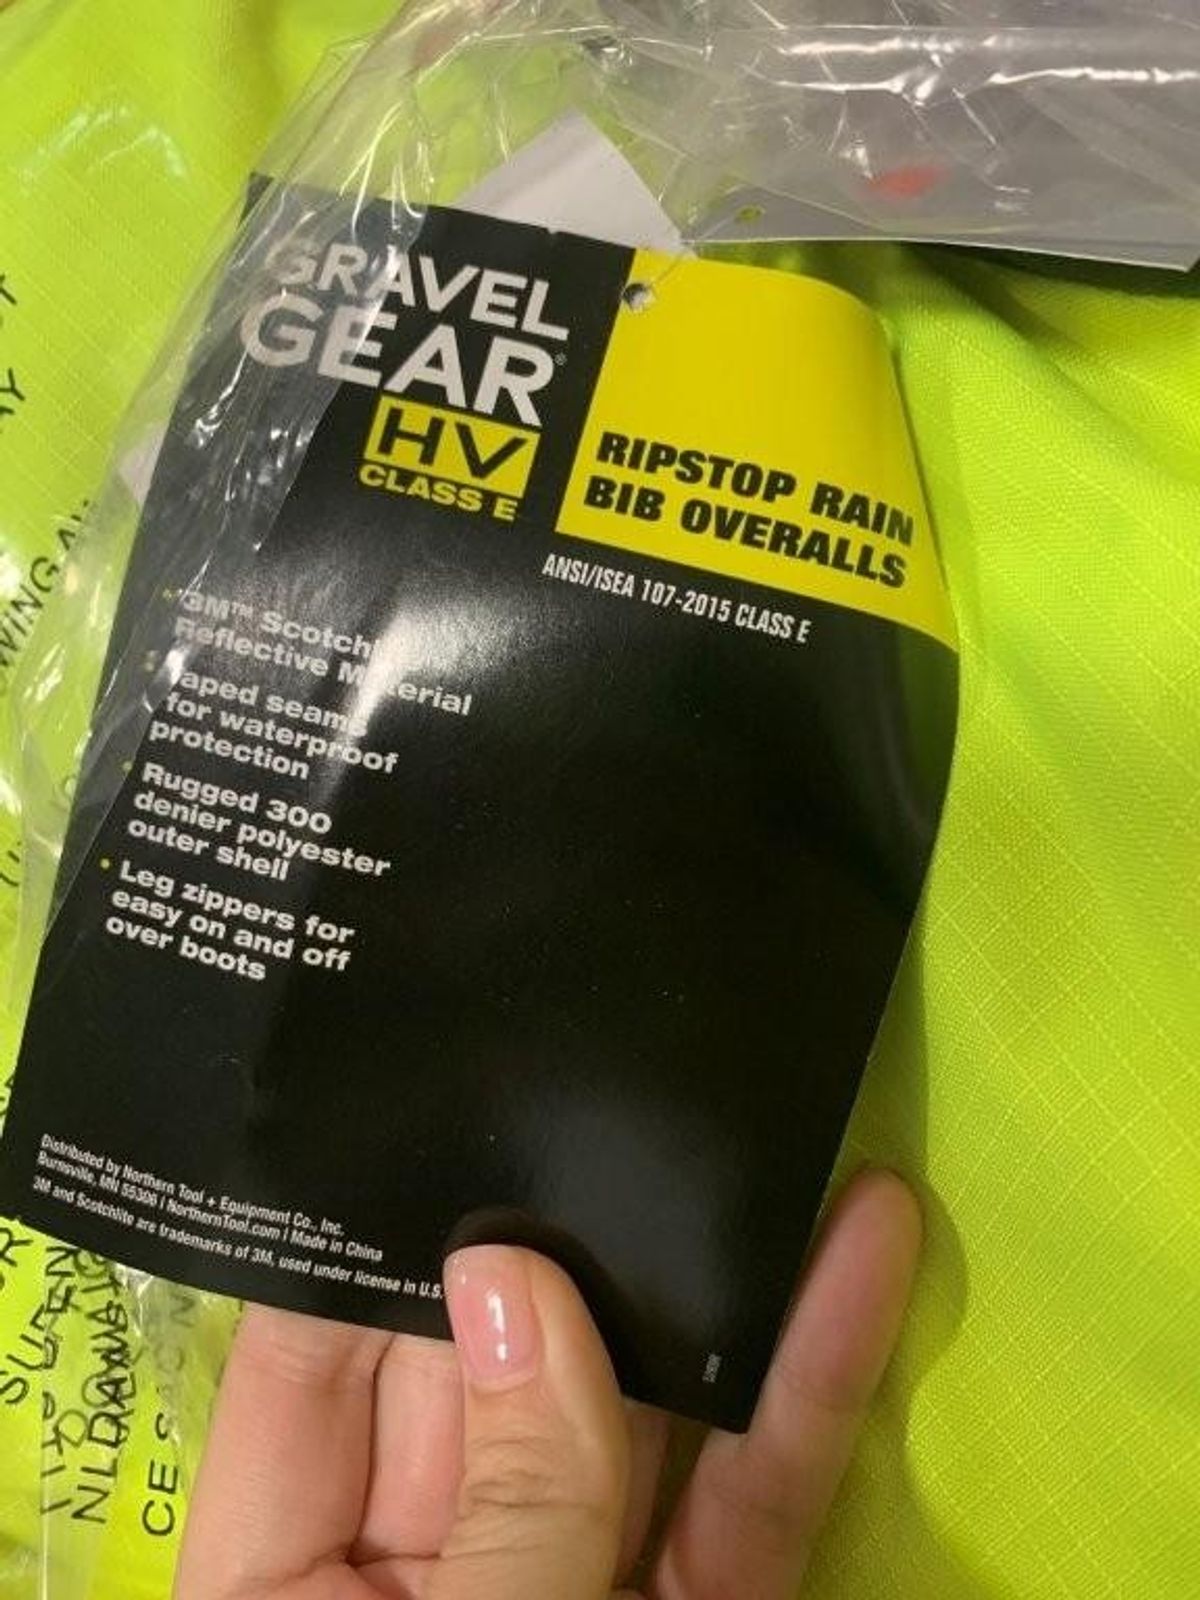 GRAVEL
GEAR®
HV
CLASS E
RIPSTOP RAIN
BIB OVERALLS
ANSI/ISEA 107-2015 CLASS E
3M™
Reflective Material
Taped seams
for waterproof
protection
• Rugged 300
denier polyester
outer shell
• Leg zippers for
easy on and off
over boots
Distributed by Northern Tool + Equipment Co., Inc.
Burnsville, MN 55306 | NorthernTool.com | Made in China
3M and Scotchlite are trademarks of 3M, used under license in U.S.